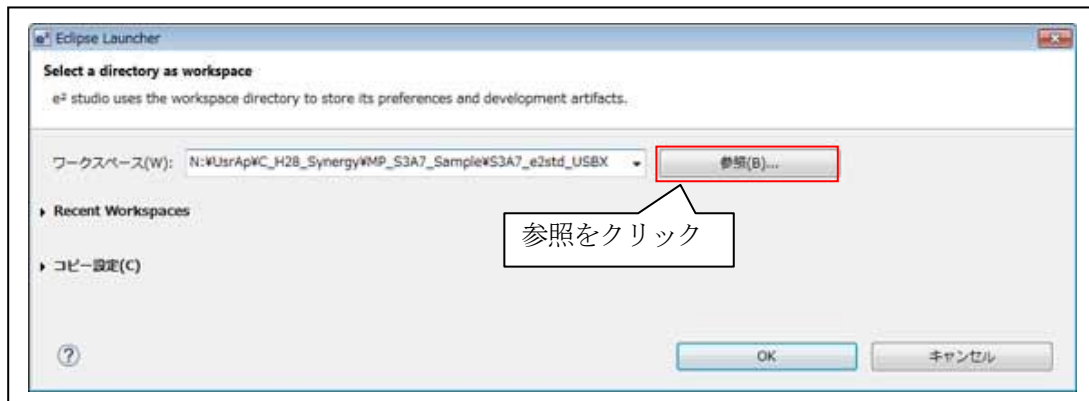 e² Eclipse Launcher
Select a directory as workspace
e² studio uses the workspace directory to store its preferences and development artifacts.
ワークスペース(W): N:¥UsrAp¥C_H28_Synergy¥MP_S3A7_Sample¥S3A7_e2std_USBX 参照(B)...
Recent Workspaces
参照をクリック
コピー設定(C)
? OK キャンセル